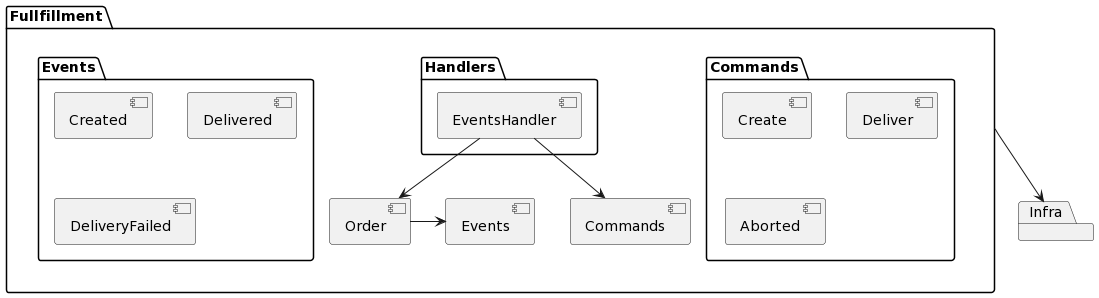 Fullfillment
Events
Handlers
Commands
Created
Delivered
EventsHandler
Create
Deliver
DeliveryFailed
Order
Events
Commands
Aborted
Infra